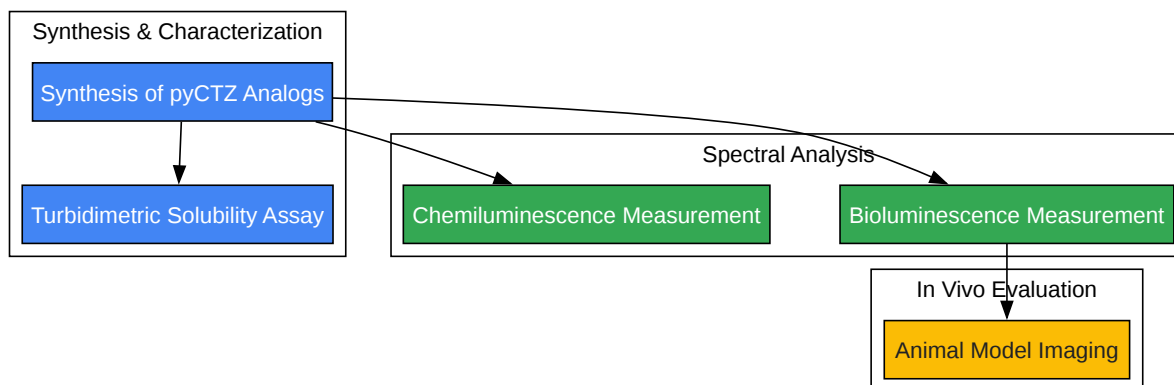 Synthesis & Characterization
Synthesis of pyCTZ Analogs
Turbidimetric Solubility Assay
Spectral Analysis
Chemiluminescence Measurement
Bioluminescence Measurement
In Vivo Evaluation
Animal Model Imaging